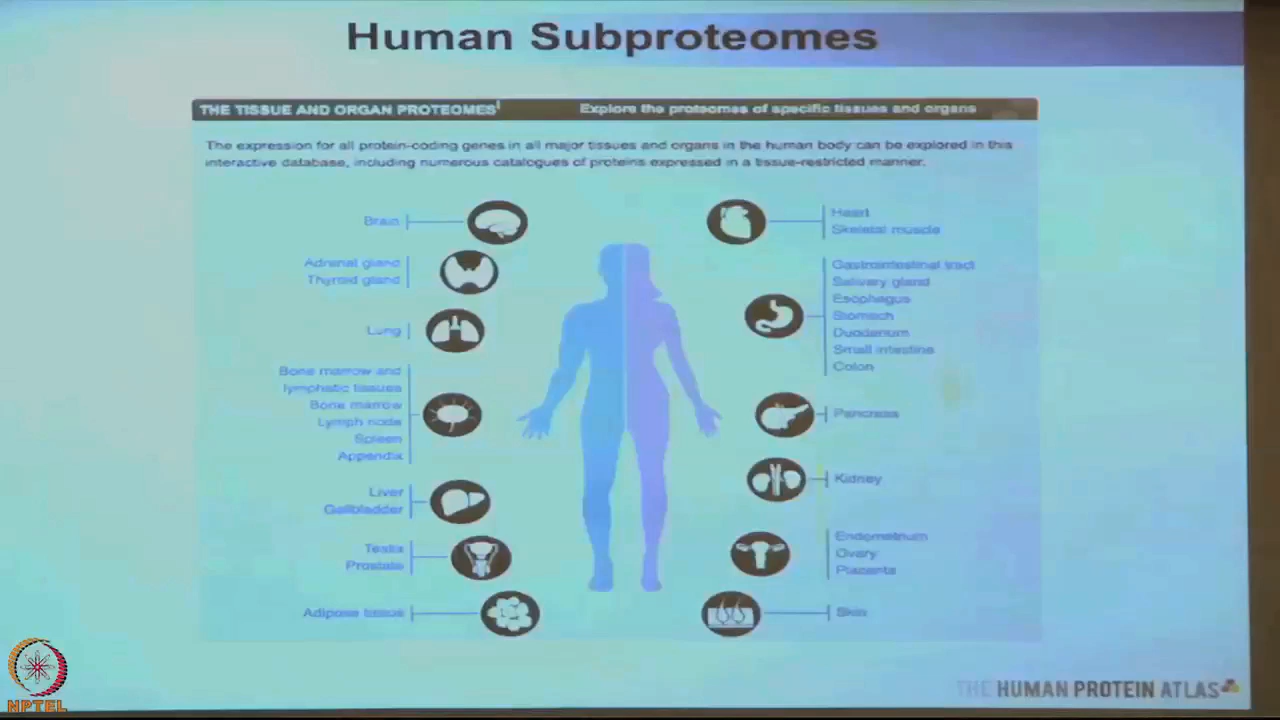 Human Subproteomes
THE TISSUE AND ORGAN PROTEOMES
Explore the proteomes of specific tissues and organs
The expression for all protein-coding genes in all major tissues and organs in the human body can be explored in this
interactive database, including numerous catalogues of proteins expressed in a tissue-restricted manner.
Brain
Adrenal gland
Thyroid gland
Lung
Bone marrow and
lymphatic tissues
Bone marrow
Lymph node
Spleen
Appendix
Liver
Gallbladder
Testis
Prostate
Adipose tissue
Heart
Skeletal muscle
Gastrointestinal tract
Salivary gland
Esophagus
Stomach
Duodenum
Small intestine
Colon
Pancreas
Kidney
Endometrium
Ovary
Placenta
Skin
THE HUMAN PROTEIN ATLAS
NPTEL